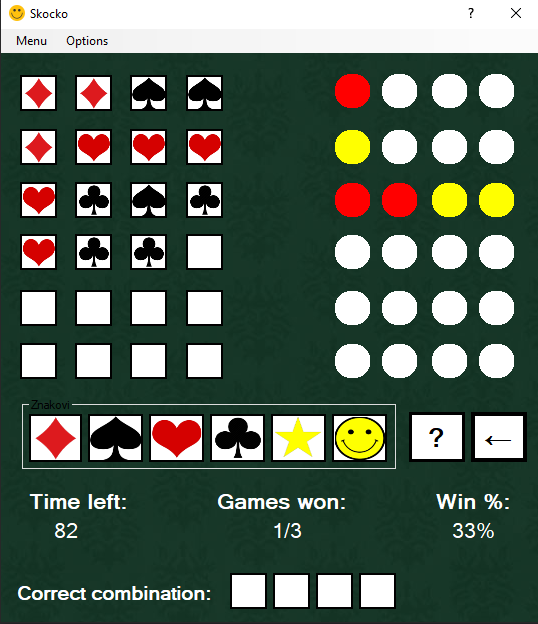 Skocko ?
Menu Options
Znakovi
? ←
Time left: Games won: Win %:
82 1/3 33%
Correct combination: